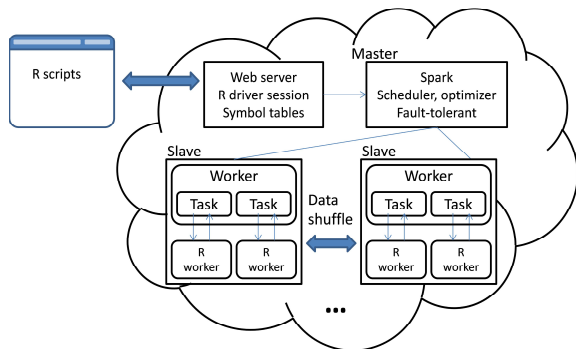 R scripts
Master
Web server
R driver session
Symbol tables
Spark
Scheduler, optimizer
Fault-tolerant
Slave
Worker
Task
Task
R
worker
R
worker
Data
shuffle
Slave
Worker
Task
Task
R
worker
R
worker
...